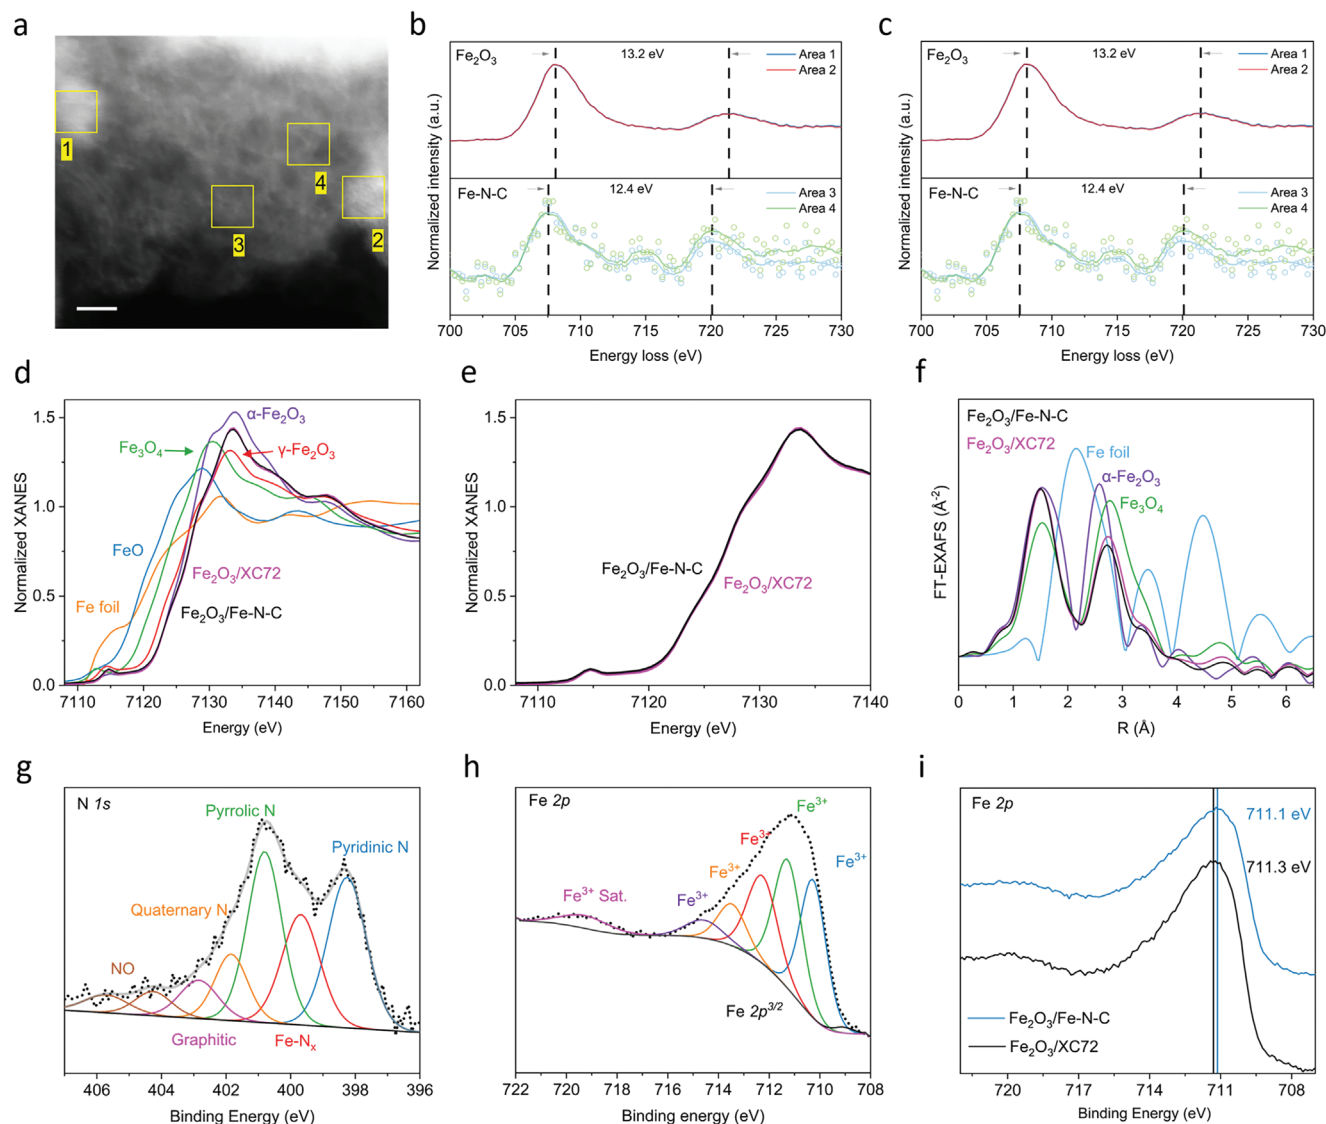 a
1
2
3
4
b
Fe₂O₃
13.2 eV
Area 1
Area 2
Fe-N-C
12.4 eV
Area 3
Area 4
Normalized intensity (a.u.)
700 705 710 715 720 725 730
Energy loss (eV)
c
Fe₂O₃
13.2 eV
Area 1
Area 2
Fe-N-C
12.4 eV
Area 3
Area 4
Normalized intensity (a.u.)
700 705 710 715 720 725 730
Energy loss (eV)
d
1.5
1.0
0.5
0.0
Normalized XANES
α-Fe₂O₃
Fe₃O₄
γ-Fe₂O₃
FeO
Fe₂O₃/XC72
Fe foil
Fe₂O₃/Fe-N-C
7110 7120 7130 7140 7150 7160
Energy (eV)
e
1.5
1.0
0.5
0.0
Normalized XANES
Fe₂O₃/Fe-N-C
Fe₂O₃/XC72
7110 7120 7130 7140
Energy (eV)
f
Fe₂O₃/Fe-N-C
Fe₂O₃/XC72
Fe foil
α-Fe₂O₃
Fe₃O₄
FT-EXAFS (Å⁻²)
0 1 2 3 4 5 6
R (Å)
g
N 1s
Pyrrolic N
Pyridinic N
Quaternary N
NO
Graphitic
Fe-Nₓ
406 404 402 400 398 396
Binding Energy (eV)
h
Fe 2p
Fe³⁺
Fe³⁺
Fe³⁺
Fe³⁺
Fe³⁺ Sat.
Fe³⁺
Fe 2p³ᐟ²
722 720 718 716 714 712 710 708
Binding energy (eV)
i
Fe 2p
711.1 eV
711.3 eV
Fe₂O₃/Fe-N-C
Fe₂O₃/XC72
720 717 714 711 708
Binding Energy (eV)